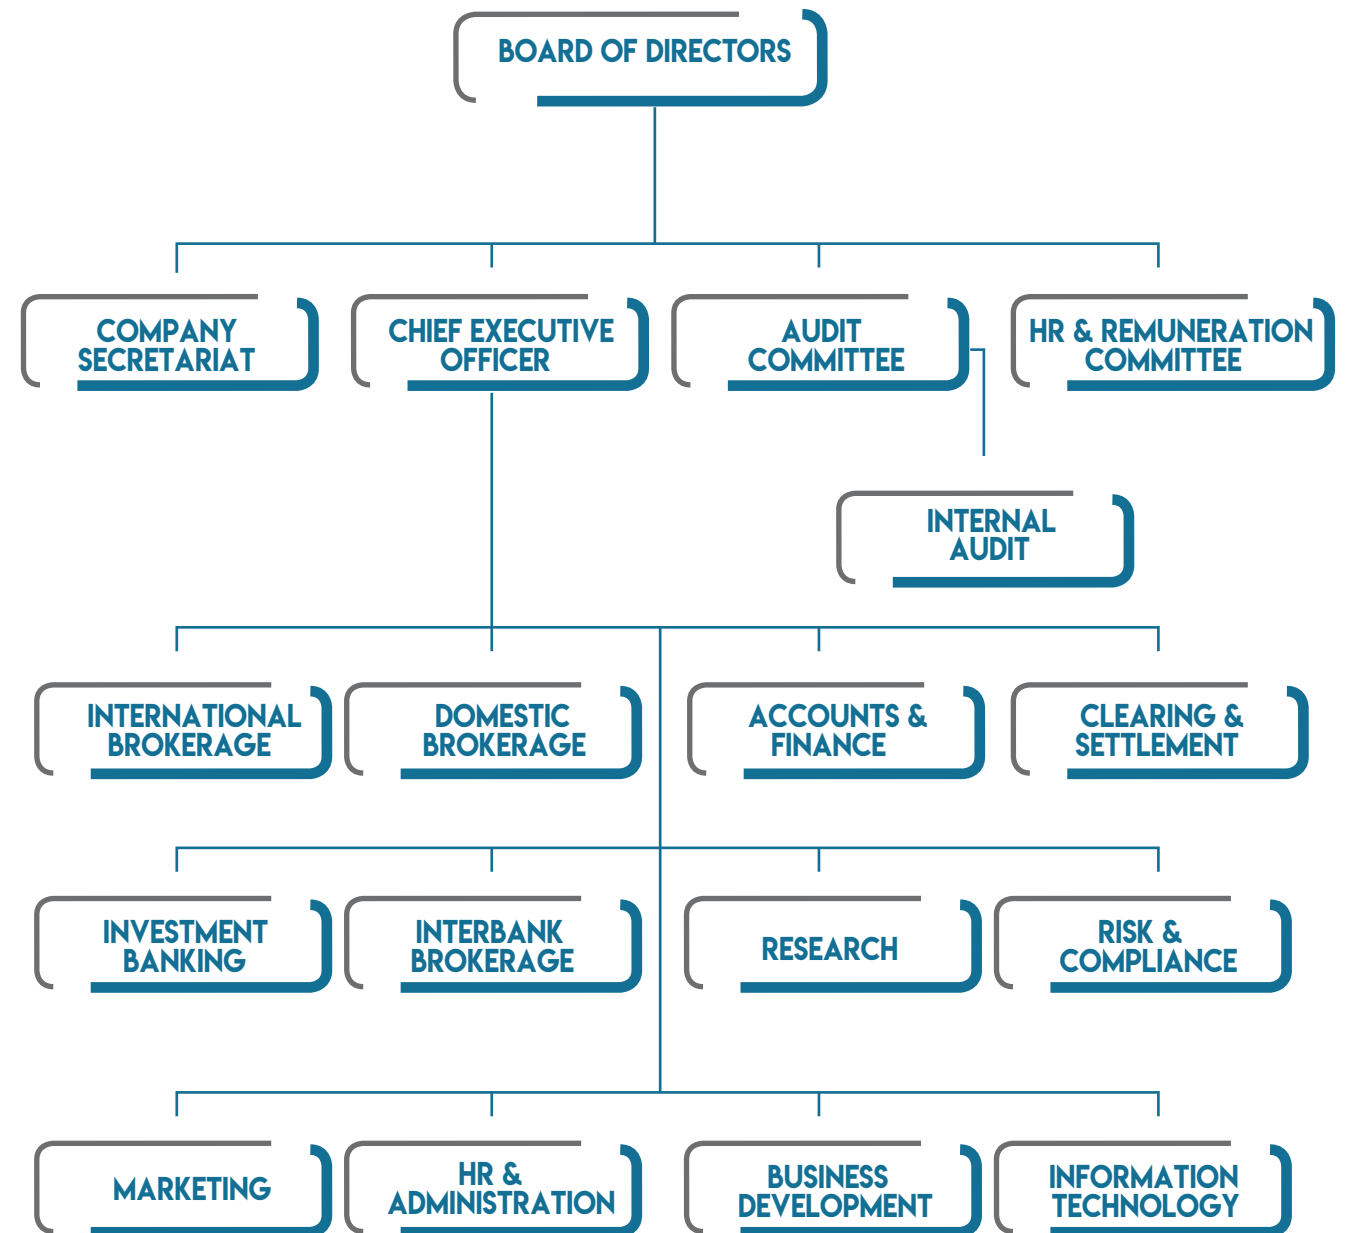 BOARD OF DIRECTORS
COMPANY
SECRETARIAT
CHIEF EXECUTIVE
OFFICER
AUDIT
COMMITTEE
HR & REMUNERATION
COMMITTEE
INTERNAL
AUDIT
INTERNATIONAL
BROKERAGE
DOMESTIC
BROKERAGE
ACCOUNTS &
FINANCE
CLEARING &
SETTLEMENT
INVESTMENT
BANKING
INTERBANK
BROKERAGE
RESEARCH
RISK &
COMPLIANCE
MARKETING
HR &
ADMINISTRATION
BUSINESS
DEVELOPMENT
INFORMATION
TECHNOLOGY